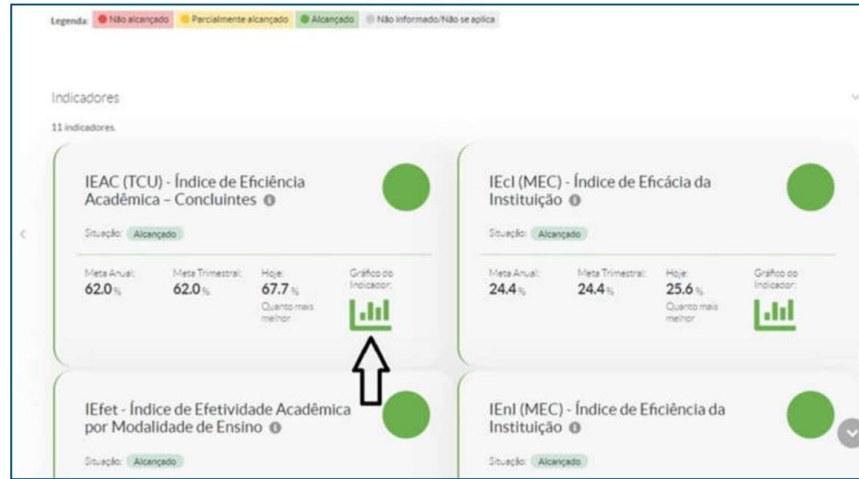 Legenda: Não alcançado Parcialmente alcançado Alcançado Não Informado/Não se aplica
Indicadores
11 indicadores.
IEAC (TCU) - Índice de Eficiência
Acadêmica – Concluintes
Situação: Alcançado
Meta Anual: Meta Trimestral: Hoje: Gráfico do
Indicador:
62.0 % 62.0 % 67.7 %
Quanto mais
melhor
IEcI (MEC) - Índice de Eficácia da
Instituição
Situação: Alcançado
Meta Anual: Meta Trimestral: Hoje: Gráfico do
Indicador:
24.4 % 24.4 % 25.6 %
Quanto mais
melhor
IEfet - Índice de Efetividade Acadêmica
por Modalidade de Ensino
Situação: Alcançado
IEnI (MEC) - Índice de Eficiência da
Instituição
Situação: Alcançado